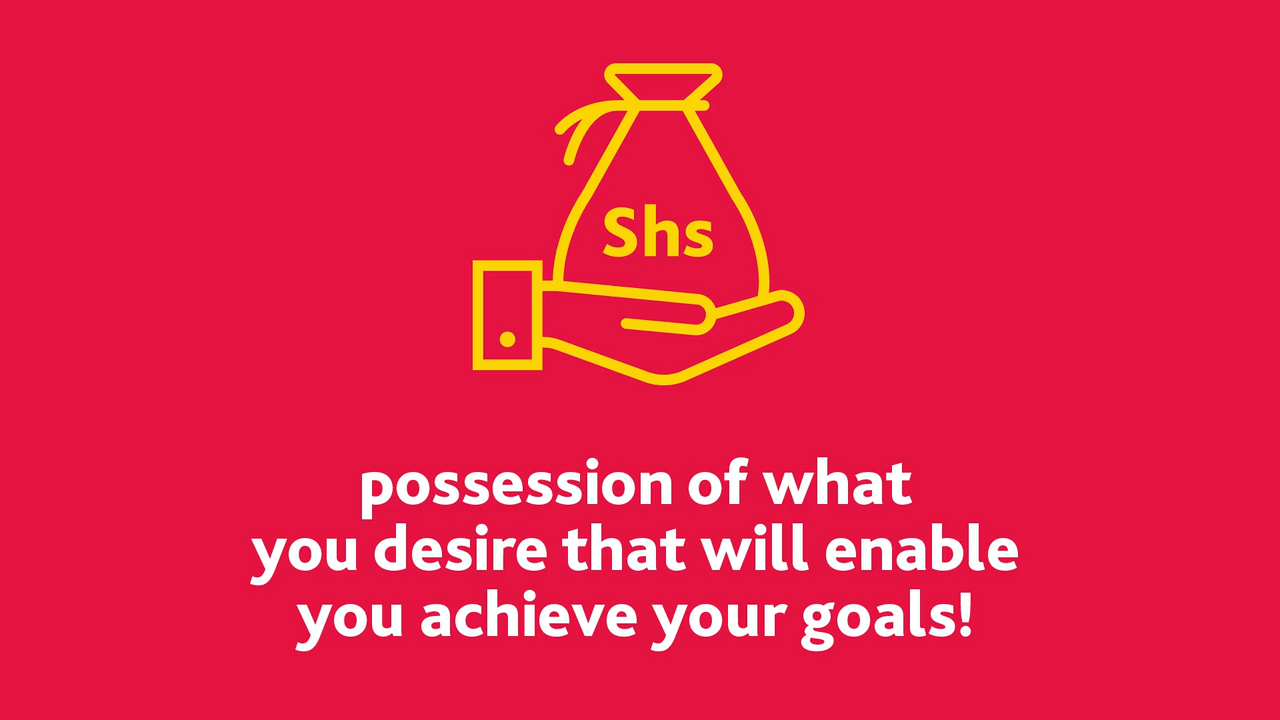 Shs
possession of what
you desire that will enable
you achieve your goals!